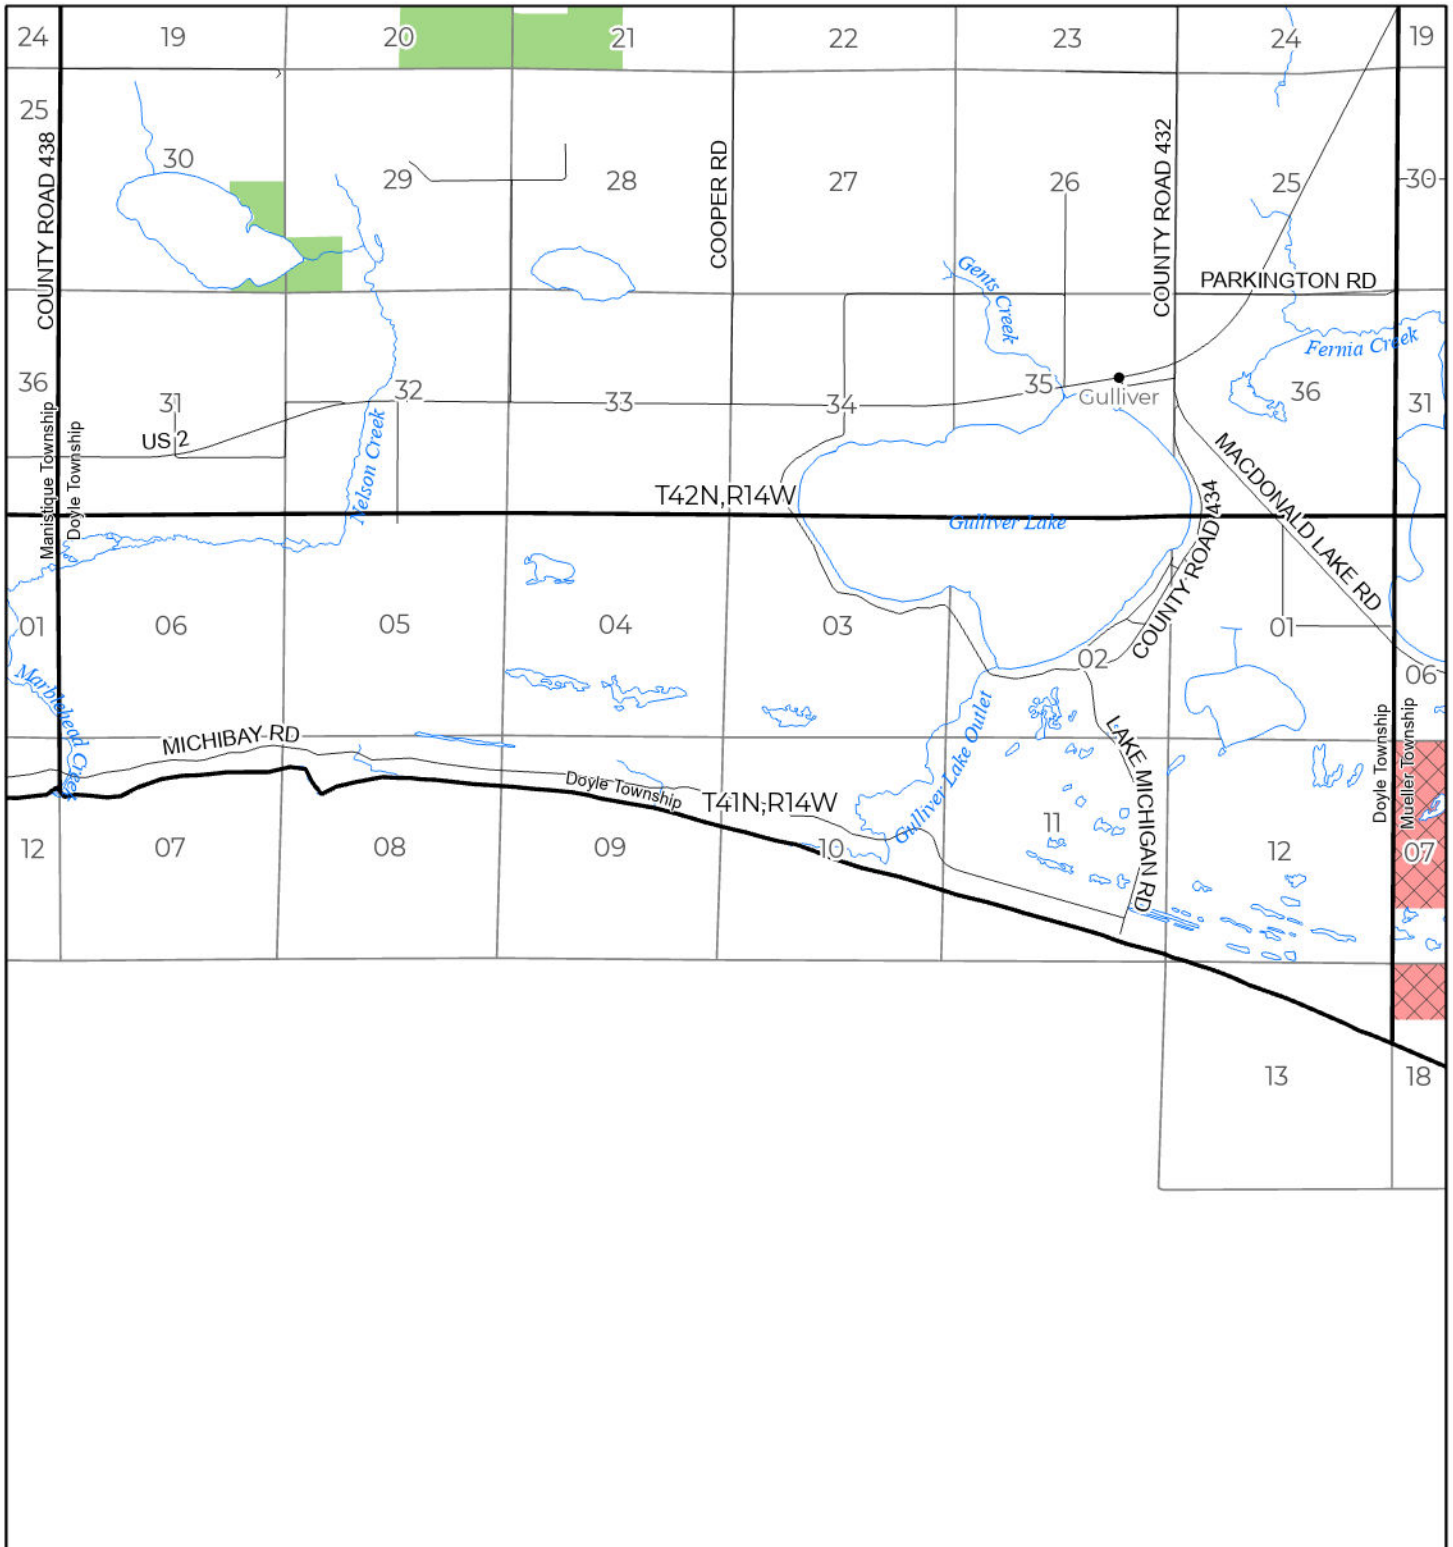 24 19 20 21 22 23 24 19
25
30 29 28 27 26 25 30
COUNTY ROAD 438
COOPER RD
COUNTY ROAD 432
Gents Creek
PARKINGTON RD
Fernia Creek
36 31 32 33 34 35 36 31
Gulliver
US 2
Manistique Township
Doyle Township
Nelson Creek
MACDONALD LAKE RD
T42N,R14W
Gulliver Lake
COUNTY ROAD 434
01 06 05 04 03 02 01 06
Marblehead Creek
MICHIBAY RD
Gulliver Lake Outlet
LAKE MICHIGAN RD
Doyle Township
Mueller Township
Doyle Township
T41N,R14W
12 07 08 09 10 11 12 07
13 18